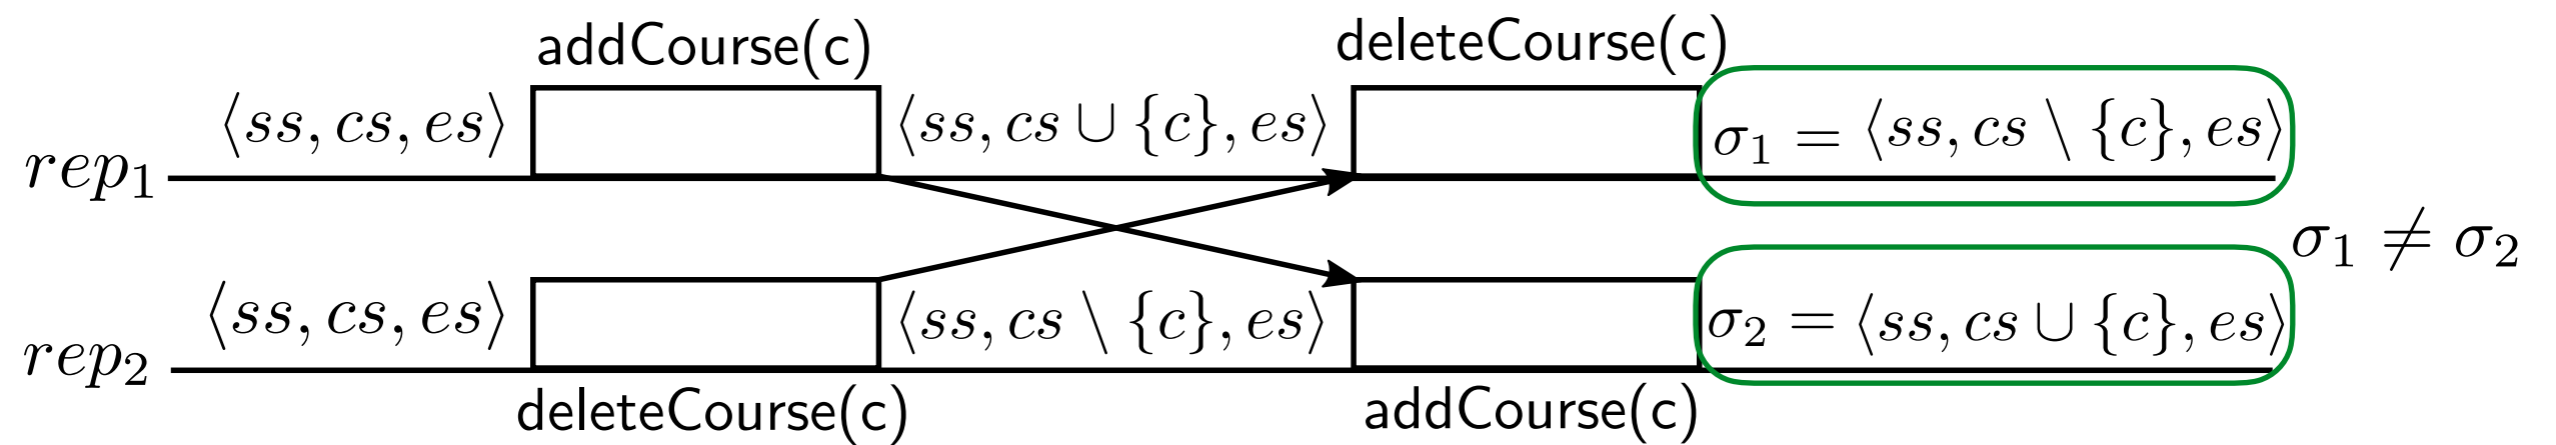 addCourse(c) deleteCourse(c)
rep₁ ⟨ss, cs, es⟩ ⟨ss, cs ∪ {c}, es⟩ σ₁ = ⟨ss, cs \ {c}, es⟩
σ₁ ≠ σ₂
rep₂ ⟨ss, cs, es⟩ ⟨ss, cs \ {c}, es⟩ σ₂ = ⟨ss, cs ∪ {c}, es⟩
deleteCourse(c) addCourse(c)